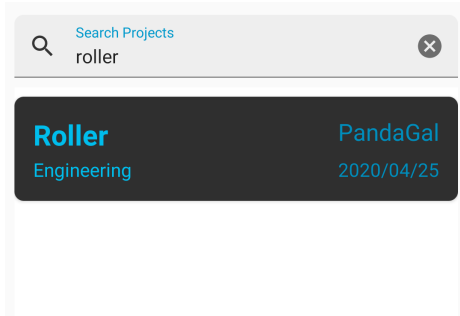 Search Projects
roller
Roller PandaGal
Engineering 2020/04/25